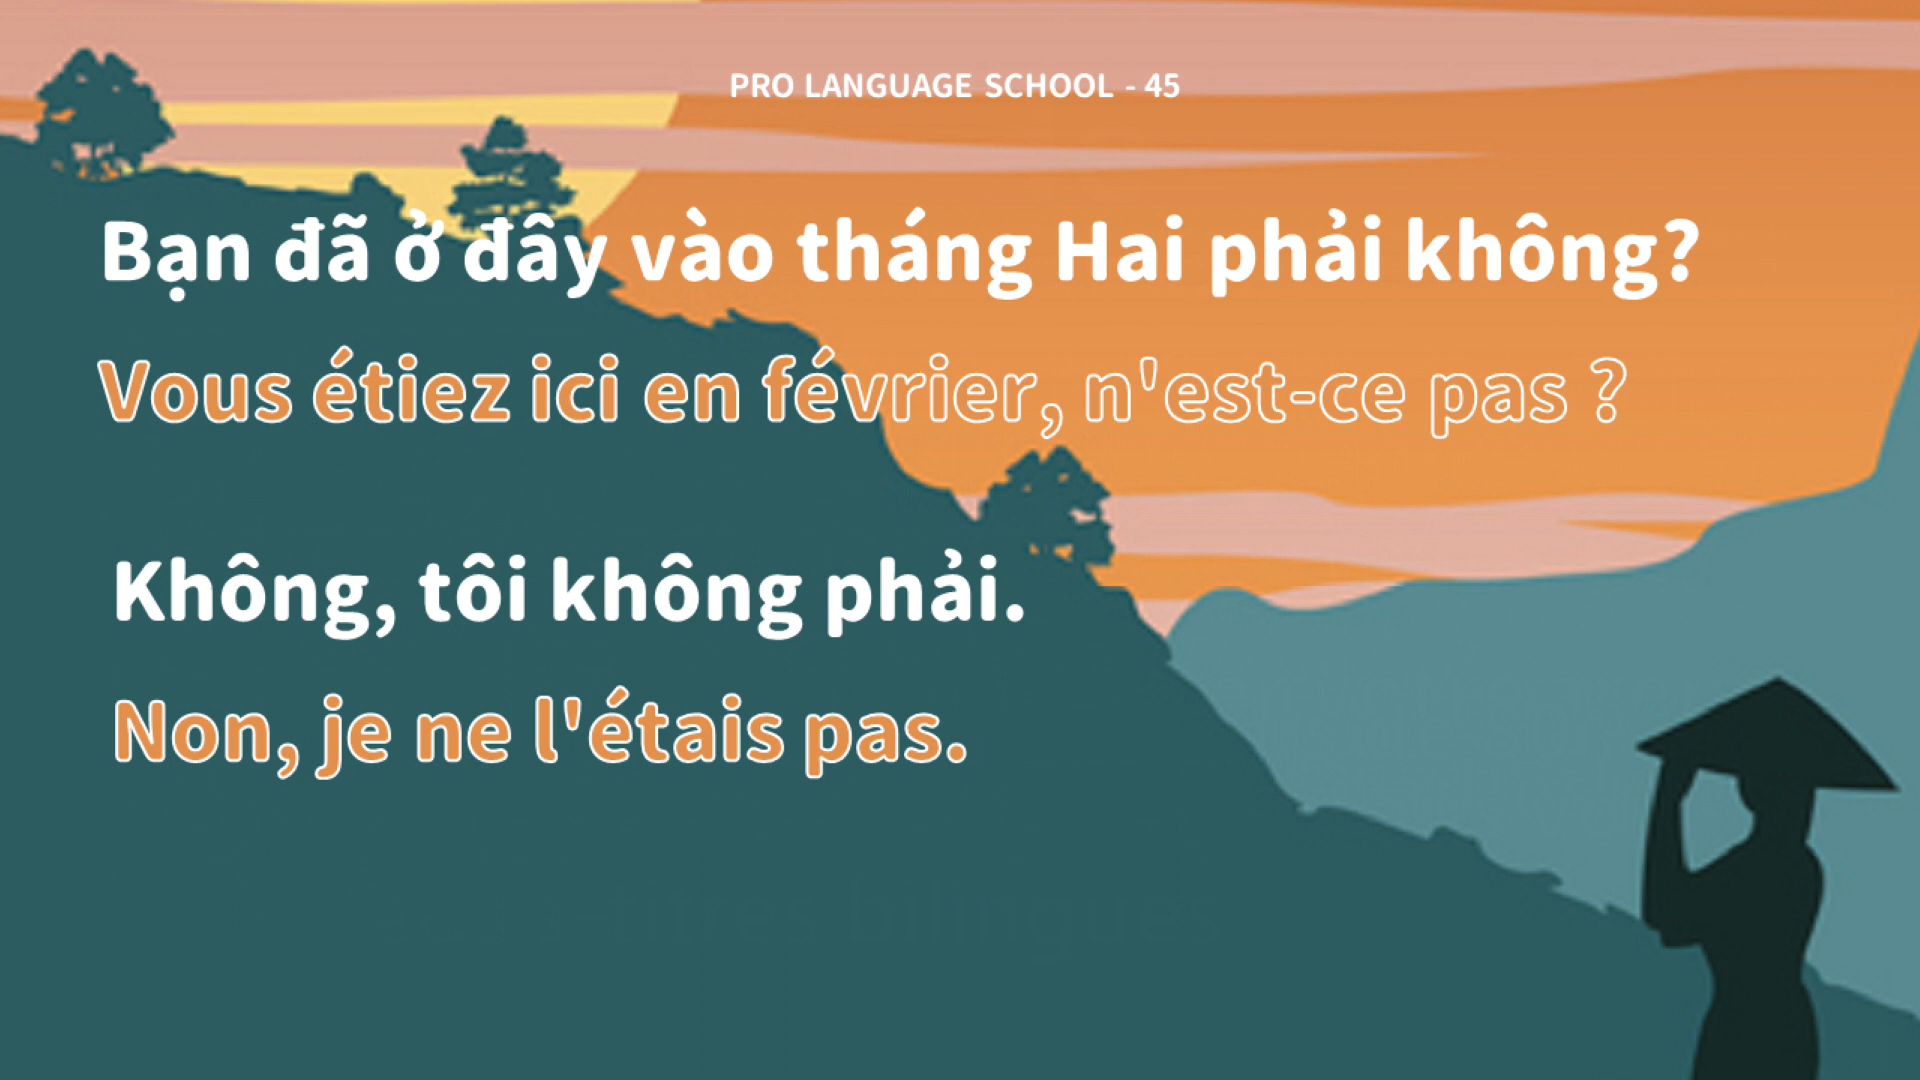 PRO LANGUAGE SCHOOL - 45
Bạn đã ở đây vào tháng Hai phải không?
Vous étiez ici en février, n'est-ce pas ?
Không, tôi không phải.
Non, je ne l'étais pas.